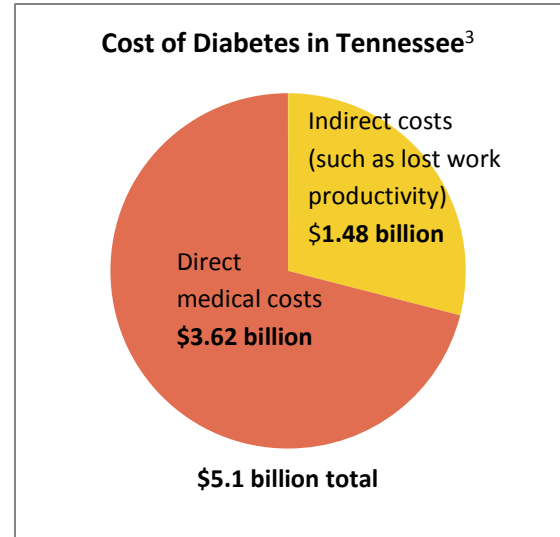 Cost of Diabetes in Tennessee³
Indirect costs
(such as lost work
productivity)
$1.48 billion
Direct
medical costs
$3.62 billion
$5.1 billion total